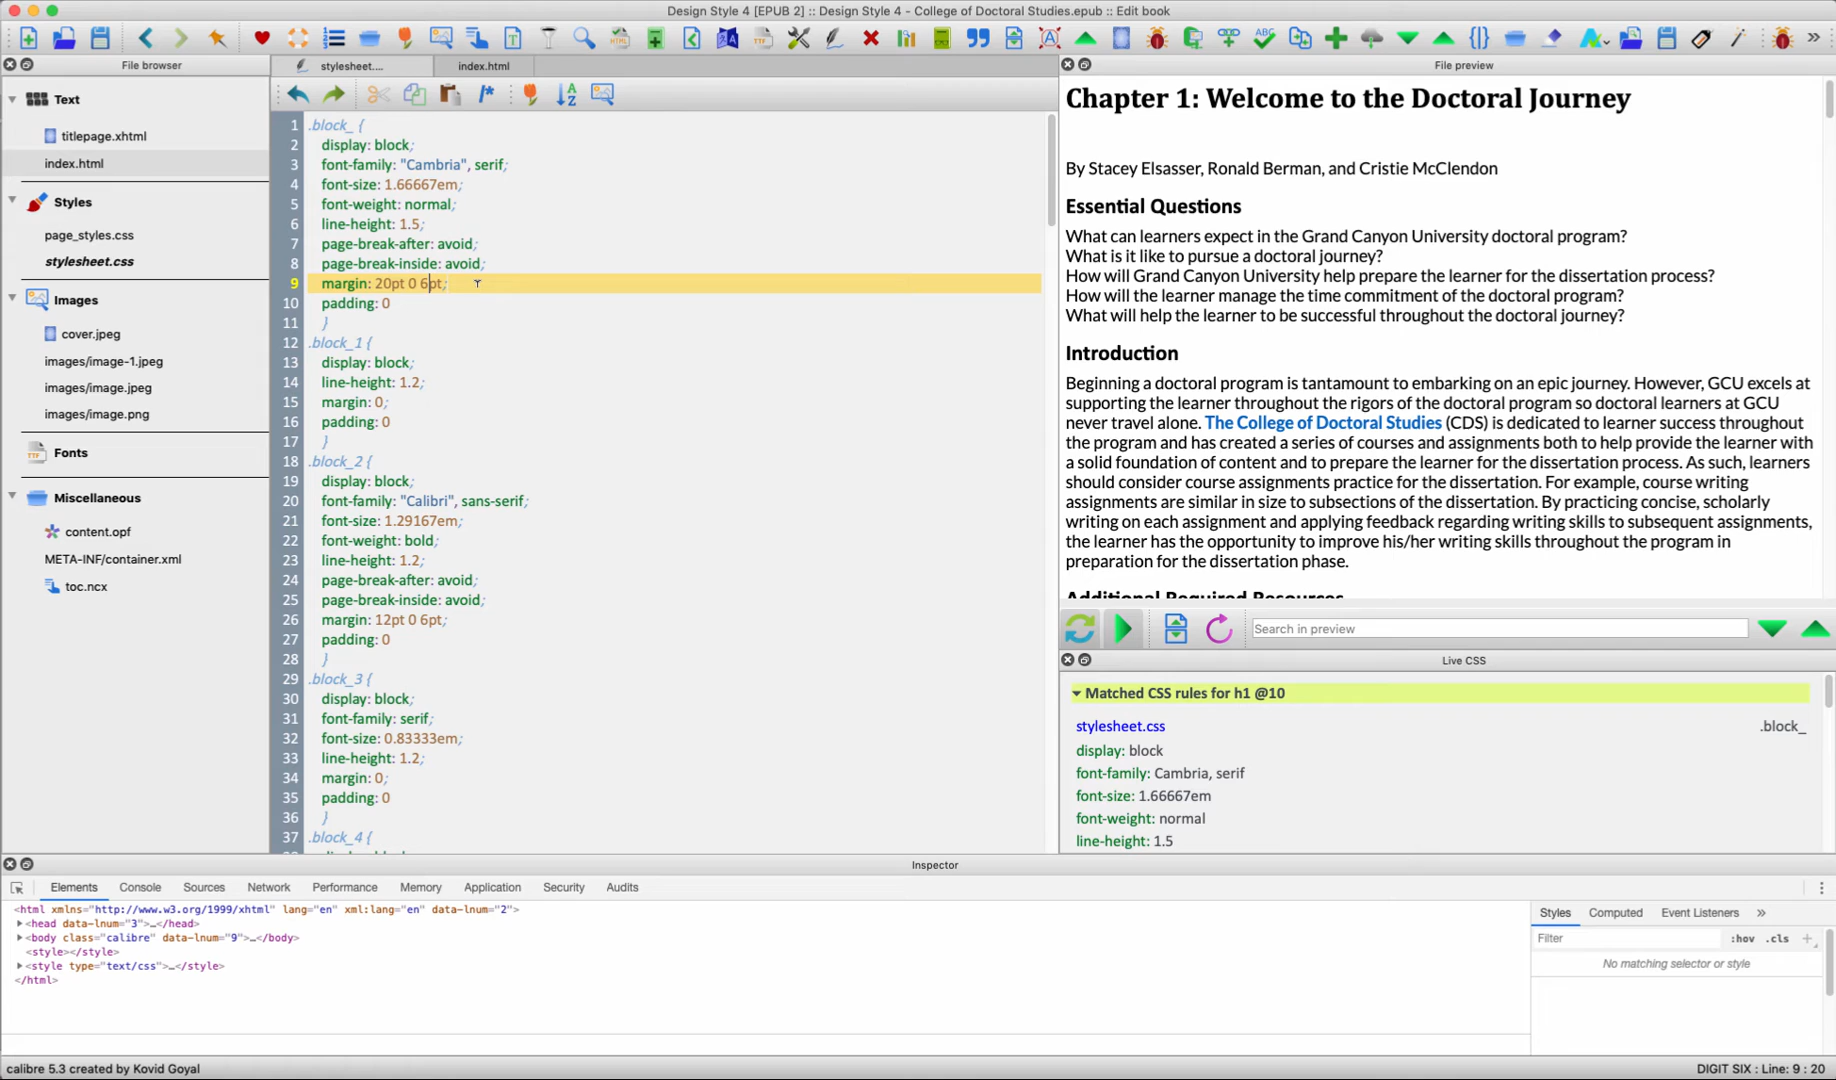 Design Style 4 [EPUB 2] :: Design Style 4 - College of Doctoral Studies.epub :: Edit book
File browser
stylesheet....
index.html
File preview
Text
titlepage.xhtml
index.html
Styles
page_styles.css
stylesheet.css
Images
cover.jpeg
images/image-1.jpeg
images/image.jpeg
images/image.png
Fonts
Miscellaneous
content.opf
META-INF/container.xml
toc.ncx
1 .block_ {
2 display: block;
3 font-family: "Cambria", serif;
4 font-size: 1.66667em;
5 font-weight: normal;
6 line-height: 1.5;
7 page-break-after: avoid;
8 page-break-inside: avoid;
9 margin: 20pt 0 6pt;
10 padding: 0
11 }
12 .block_1 {
13 display: block;
14 line-height: 1.2;
15 margin: 0;
16 padding: 0
17 }
18 .block_2 {
19 display: block;
20 font-family: "Calibri", sans-serif;
21 font-size: 1.29167em;
22 font-weight: bold;
23 line-height: 1.2;
24 page-break-after: avoid;
25 page-break-inside: avoid;
26 margin: 12pt 0 6pt;
27 padding: 0
28 }
29 .block_3 {
30 display: block;
31 font-family: serif;
32 font-size: 0.83333em;
33 line-height: 1.2;
34 margin: 0;
35 padding: 0
36 }
37 .block_4 {
Chapter 1: Welcome to the Doctoral Journey
By Stacey Elsasser, Ronald Berman, and Cristie McClendon
Essential Questions
What can learners expect in the Grand Canyon University doctoral program?
What is it like to pursue a doctoral journey?
How will Grand Canyon University help prepare the learner for the dissertation process?
How will the learner manage the time commitment of the doctoral program?
What will help the learner to be successful throughout the doctoral journey?
Introduction
Beginning a doctoral program is tantamount to embarking on an epic journey. However, GCU excels at
supporting the learner throughout the rigors of the doctoral program so doctoral learners at GCU
never travel alone. The College of Doctoral Studies (CDS) is dedicated to learner success throughout
the program and has created a series of courses and assignments both to help provide the learner with
a solid foundation of content and to prepare the learner for the dissertation process. As such, learners
should consider course assignments practice for the dissertation. For example, course writing
assignments are similar in size to subsections of the dissertation. By practicing concise, scholarly
writing on each assignment and applying feedback regarding writing skills to subsequent assignments,
the learner has the opportunity to improve his/her writing skills throughout the program in
preparation for the dissertation phase.
Additional Required Resources
Search in preview
Live CSS
Matched CSS rules for h1 @10
stylesheet.css .block_
display: block
font-family: Cambria, serif
font-size: 1.66667em
font-weight: normal
line-height: 1.5
Inspector
Elements Console Sources Network Performance Memory Application Security Audits
<html xmlns="http://www.w3.org/1999/xhtml" lang="en" xml:lang="en" data-lnum="2">
<head data-lnum="3">…</head>
<body class="calibre" data-lnum="9">…</body>
<style></style>
<style type="text/css">…</style>
</html>
Styles Computed Event Listeners »
Filter :hov .cls +
No matching selector or style
calibre 5.3 created by Kovid Goyal
DIGIT SIX : Line: 9 : 20